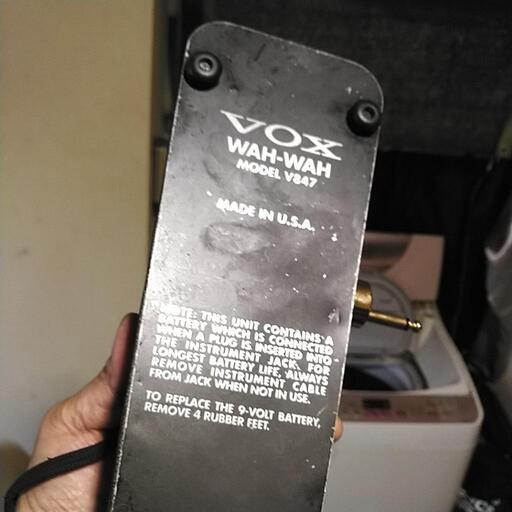 VOX
WAH-WAH
MODEL V847
MADE IN U.S.A.
NOTE: THIS UNIT CONTAINS A
BATTERY WHICH IS CONNECTED
WHEN A PLUG IS INSERTED INTO
THE INSTRUMENT JACK. FOR
LONGEST BATTERY LIFE, ALWAYS
REMOVE INSTRUMENT CABLE
FROM JACK WHEN NOT IN USE.
TO REPLACE THE 9-VOLT BATTERY,
REMOVE 4 RUBBER FEET.